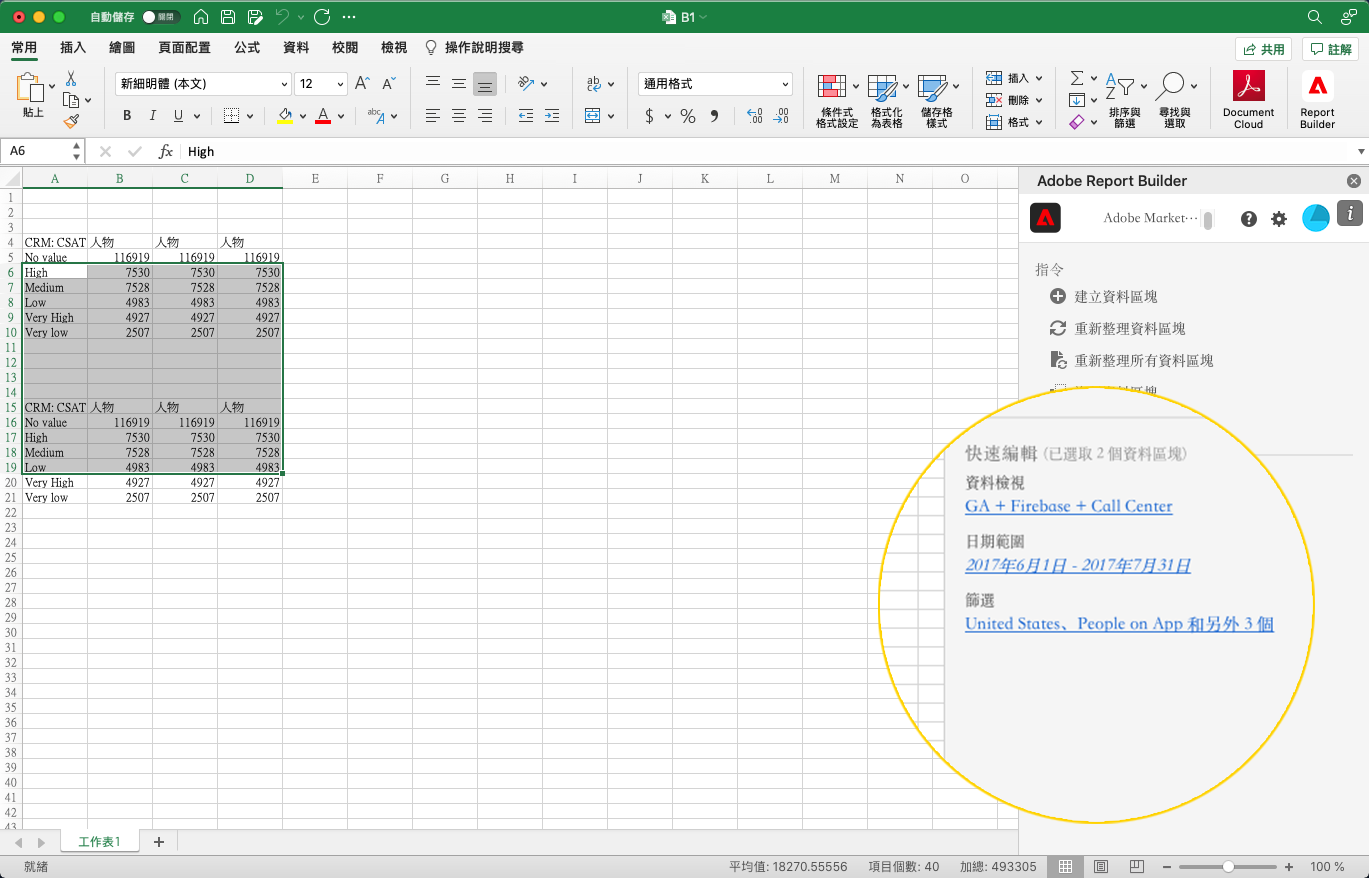 自動儲存 關閉 B1
常用 插入 繪圖 頁面配置 公式 資料 校閱 檢視 操作說明搜尋 共用 註解
貼上 新細明體 (本文) 12 通用格式 條件式格式設定 格式化為表格 儲存格樣式 插入 刪除 格式 排序與篩選 尋找與選取 Document Cloud Report Builder
A6 fx High
A B C D E F G H I J K L M N O
1
2
3
4 CRM: CSAT 人物 人物 人物
5 No value 116919 116919 116919
6 High 7530 7530 7530
7 Medium 7528 7528 7528
8 Low 4983 4983 4983
9 Very High 4927 4927 4927
10 Very low 2507 2507 2507
11
12
13
14
15 CRM: CSAT 人物 人物 人物
16 No value 116919 116919 116919
17 High 7530 7530 7530
18 Medium 7528 7528 7528
19 Low 4983 4983 4983
20 Very High 4927 4927 4927
21 Very low 2507 2507 2507
22
23
24
25
26
27
28
29
30
31
32
33
34
35
36
37
38
39
40
41
42
43
Adobe Report Builder
Adobe Market···
指令
建立資料區塊
重新整理資料區塊
重新整理所有資料區塊
快速編輯 (已選取 2 個資料區塊)
資料檢視
GA + Firebase + Call Center
日期範圍
2017年6月1日 - 2017年7月31日
篩選
United States、People on App 和另外 3 個
工作表1
就緒 平均值: 18270.55556 項目個數: 40 加總: 493305 100 %